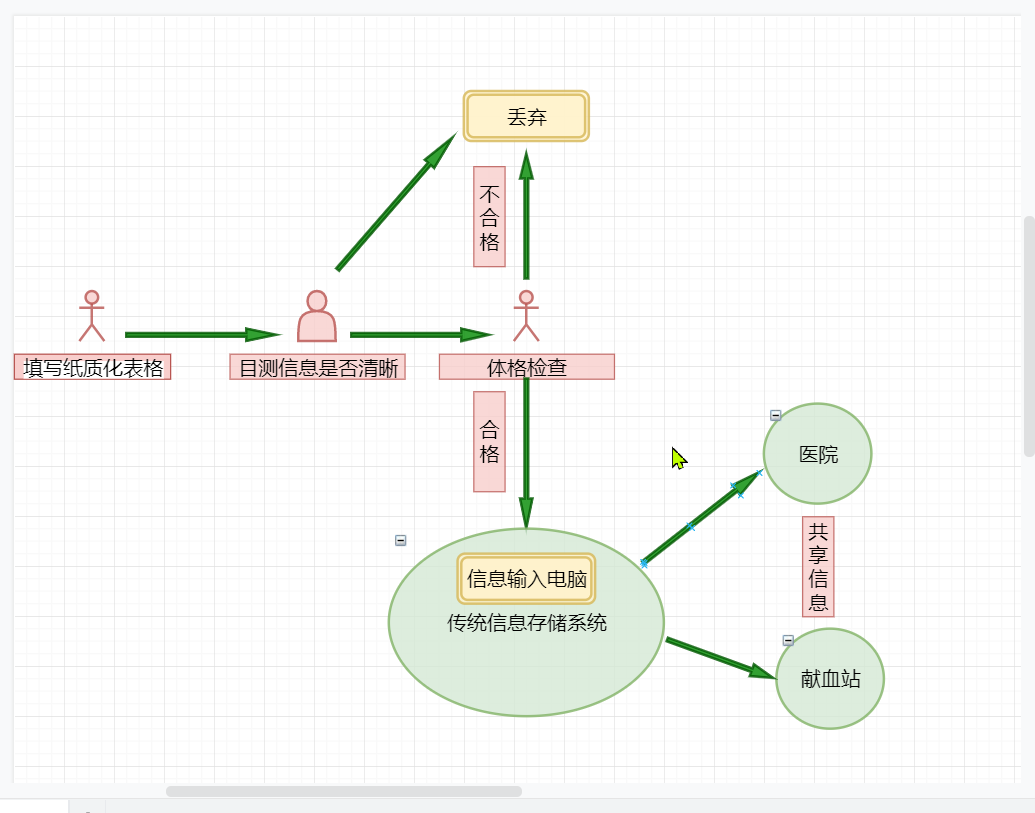 丢弃
不合格
填写纸质化表格
目测信息是否清晰
体格检查
合格
医院
共享信息
信息输入电脑
传统信息存储系统
献血站